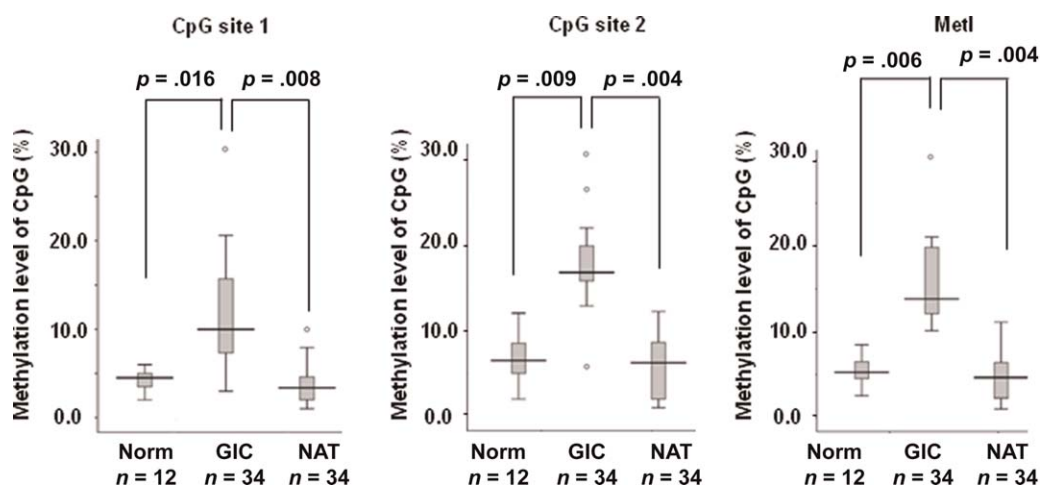 CpG site 1
p = .016 p = .008
Methylation level of CpG (%)
30.0
20.0
10.0
0.0
Norm GIC NAT
n = 12 n = 34 n = 34
CpG site 2
p = .009 p = .004
Methylation level of CpG (%)
30.0
20.0
10.0
0.0
Norm GIC NAT
n = 12 n = 34 n = 34
MetI
p = .006 p = .004
Methylation level of CpG (%)
30.0
20.0
10.0
0.0
Norm GIC NAT
n = 12 n = 34 n = 34